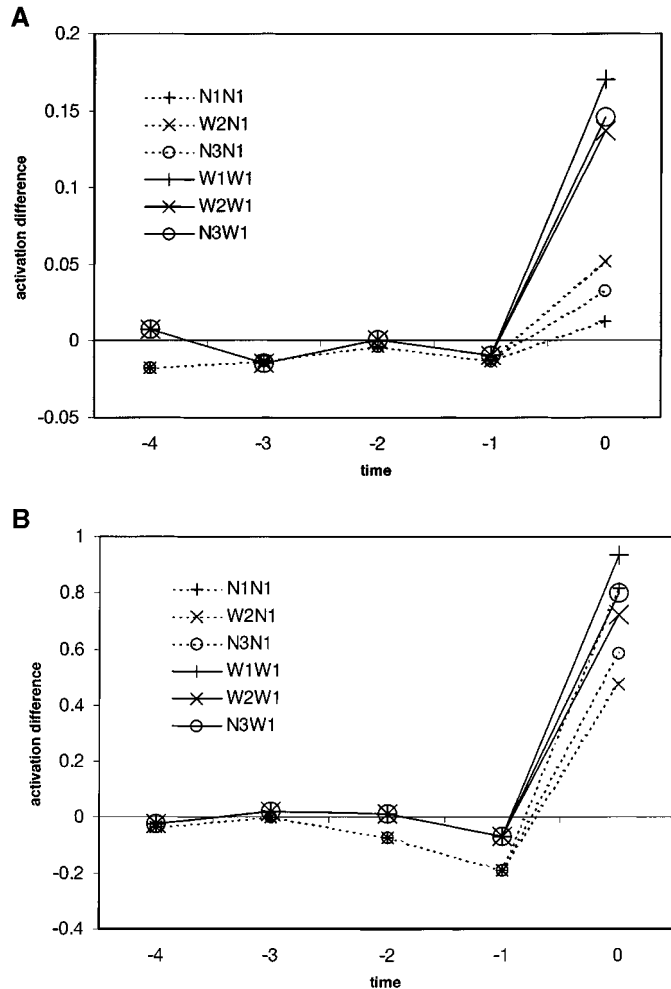 A
0.2
0.15
0.1
0.05
0
-0.05
activation difference
N1N1
W2N1
N3N1
W1W1
W2W1
N3W1
-4 -3 -2 -1 0
time
B
1
0.8
0.6
0.4
0.2
0
-0.2
-0.4
activation difference
N1N1
W2N1
N3N1
W1W1
W2W1
N3W1
-4 -3 -2 -1 0
time